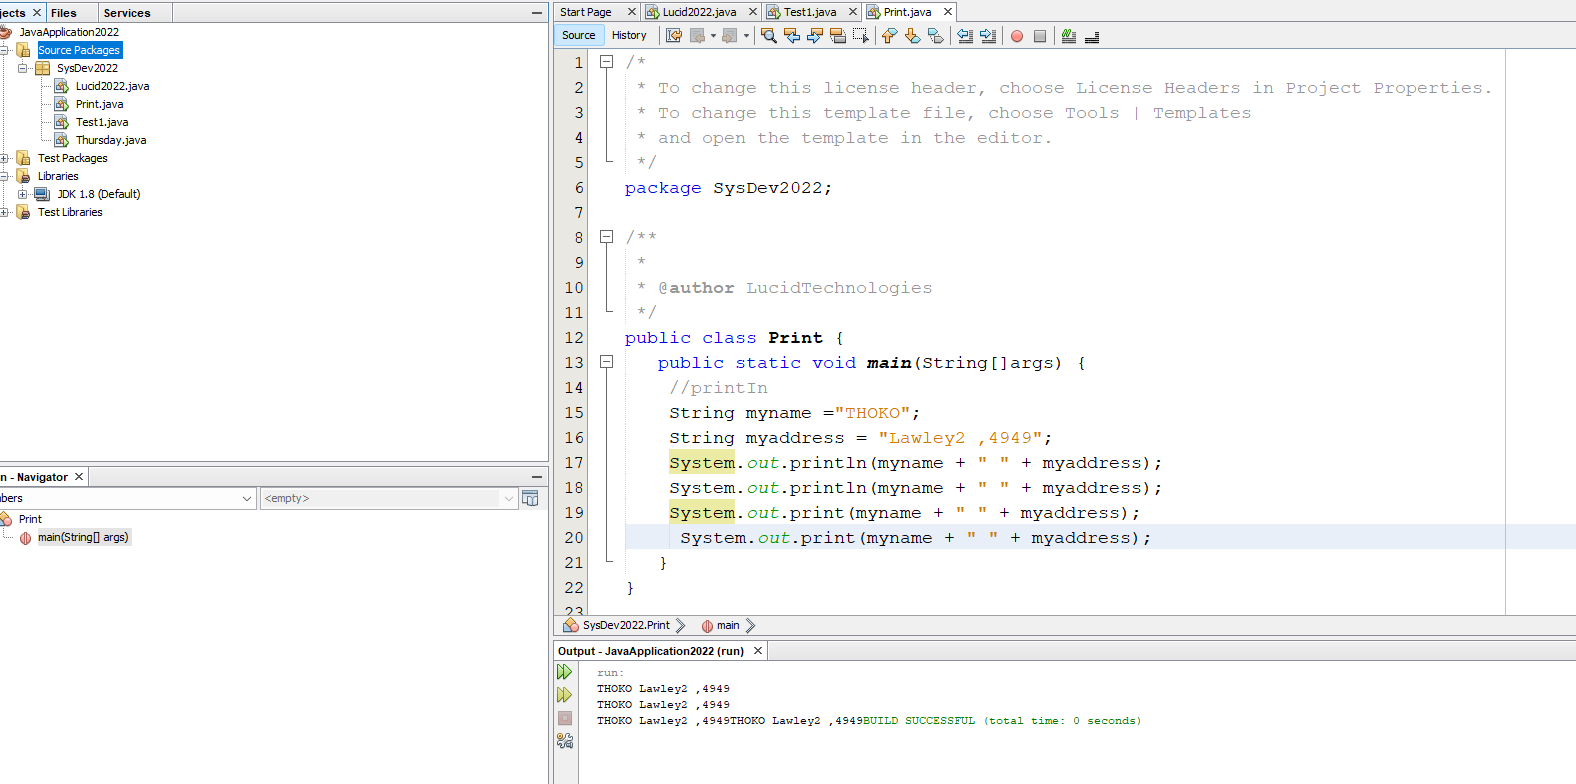 jects Files Services
JavaApplication2022
Source Packages
SysDev2022
Lucid2022.java
Print.java
Test1.java
Thursday.java
Test Packages
Libraries
JDK 1.8 (Default)
Test Libraries
n - Navigator
bers <empty>
Print
main(String[] args)
Start Page Lucid2022.java Test1.java Print.java
Source History
1 /*
2 * To change this license header, choose License Headers in Project Properties.
3 * To change this template file, choose Tools | Templates
4 * and open the template in the editor.
5 */
6 package SysDev2022;
7
8 /**
9 *
10 * @author LucidTechnologies
11 */
12 public class Print {
13 public static void main(String[]args) {
14 //printIn
15 String myname ="THOKO";
16 String myaddress = "Lawley2 ,4949";
17 System.out.println(myname + " " + myaddress);
18 System.out.println(myname + " " + myaddress);
19 System.out.print(myname + " " + myaddress);
20 System.out.print(myname + " " + myaddress);
21 }
22 }
23
SysDev2022.Print main
Output - JavaApplication2022 (run)
run:
THOKO Lawley2 ,4949
THOKO Lawley2 ,4949
THOKO Lawley2 ,4949THOKO Lawley2 ,4949BUILD SUCCESSFUL (total time: 0 seconds)